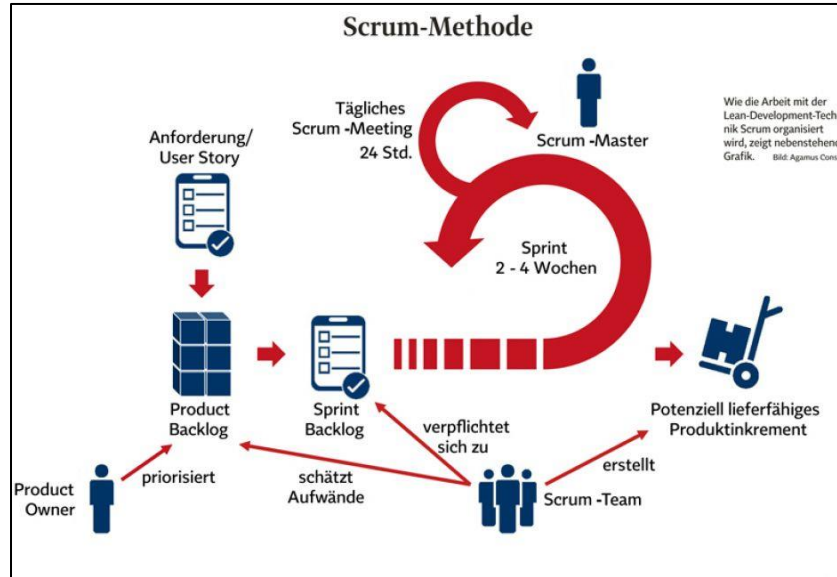 Scrum-Methode
Tägliches
Scrum -Meeting
24 Std.
Scrum -Master
Wie die Arbeit mit der
Lean-Development-Tech-
nik Scrum organisiert
wird, zeigt nebenstehend
Grafik. Bild: Agamus Cons
Anforderung/
User Story
Sprint
2 - 4 Wochen
Product
Backlog
Sprint
Backlog
Potenziell lieferfähiges
Produktinkrement
verpflichtet
sich zu
erstellt
priorisiert
schätzt
Aufwände
Product
Owner
Scrum -Team